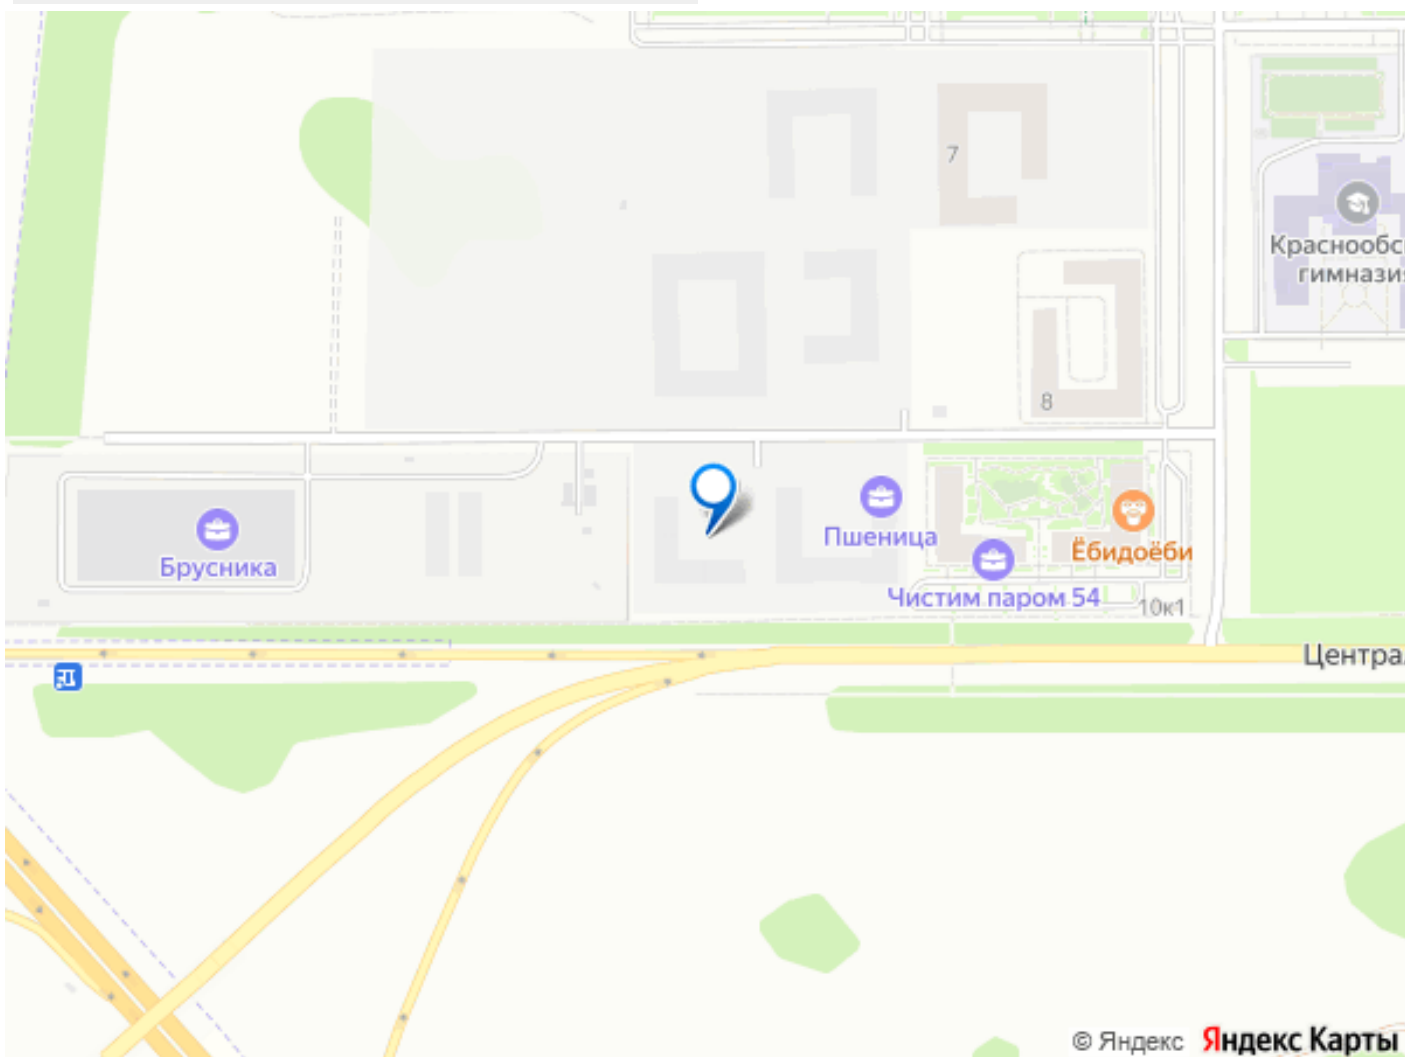 7
Краснообс
гимназия
8
Пшеница
Ёбидоёби
Брусника
Чистим паром 54
10к1
Центра
© Яндекс Яндекс Карты